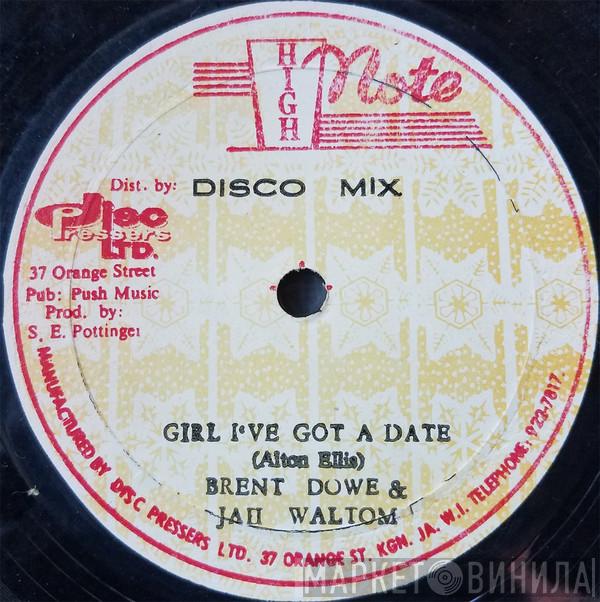 HIGH Note
Dist. by: DISCO MIX
Disc Pressers LTD.
37 Orange Street
Pub: Push Music
Prod. by:
S. E. Pottinger
GIRL I'VE GOT A DATE
(Alton Ellis)
BRENT DOWE &
JAH WALTOM
MANUFACTURED BY DISC PRESSERS LTD. 37 ORANGE ST. KGN. JA. W.I. TELEPHONE: 922-7817.
МАРКЕТ ВИНИЛА